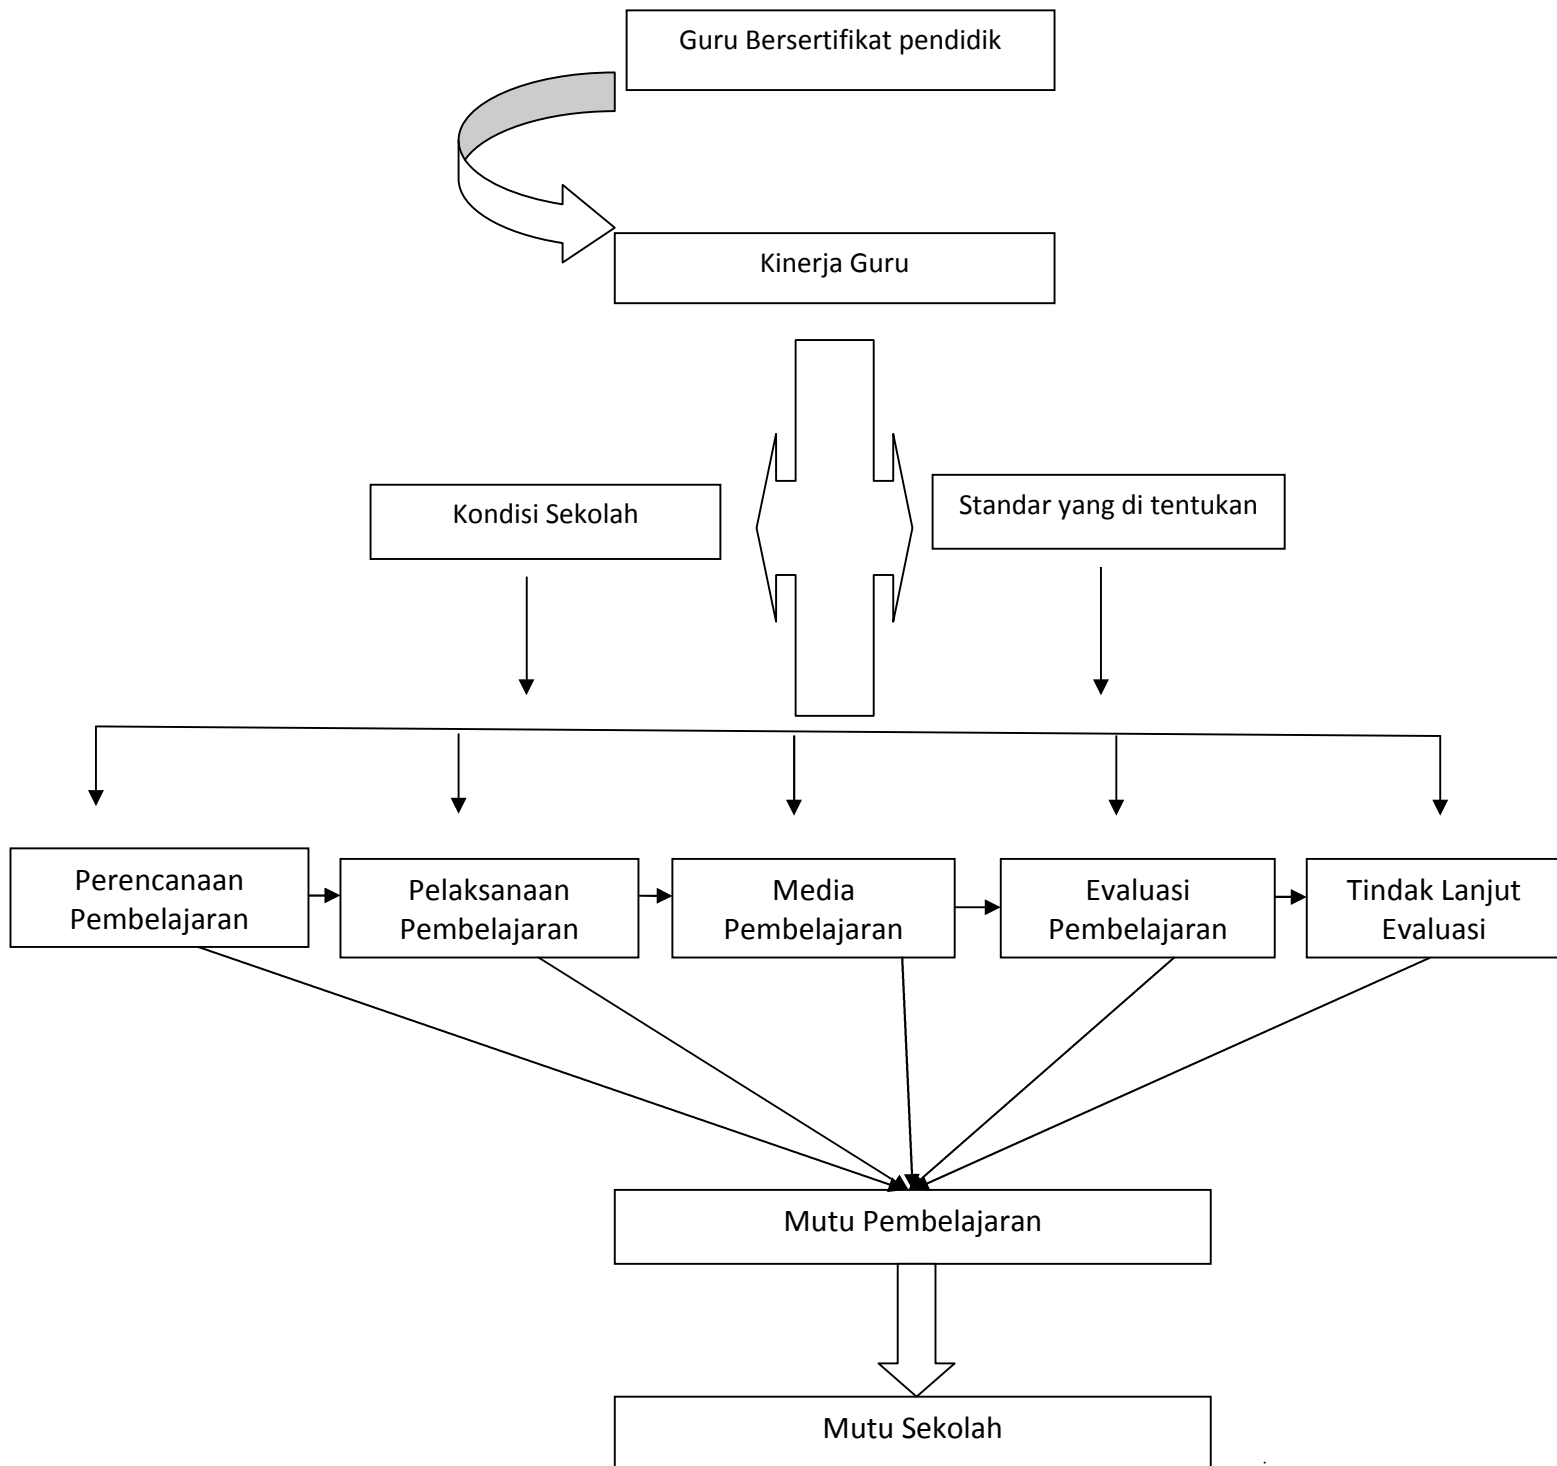 Guru Bersertifikat pendidik
Kinerja Guru
Kondisi Sekolah
Standar yang di tentukan
Perencanaan
Pembelajaran
Pelaksanaan
Pembelajaran
Media
Pembelajaran
Evaluasi
Pembelajaran
Tindak Lanjut
Evaluasi
Mutu Pembelajaran
Mutu Sekolah